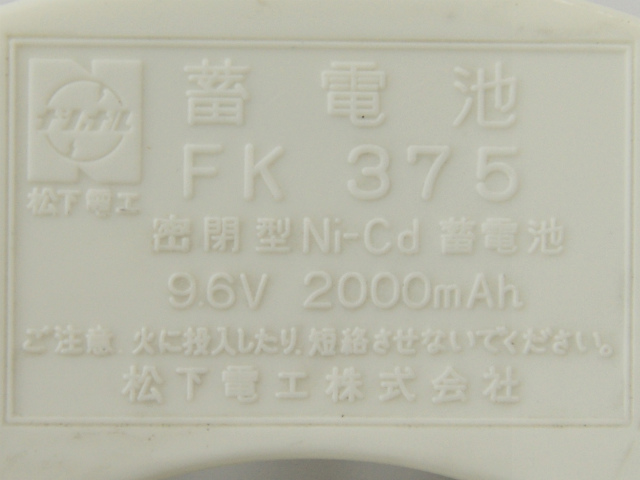 蓄電池
ナショナル
FK 375
松下電工
密閉型Ni-Cd 蓄電池
9.6V 2000mAh
ご注意 火に投入したり、短絡させないでください。
松下電工株式会社